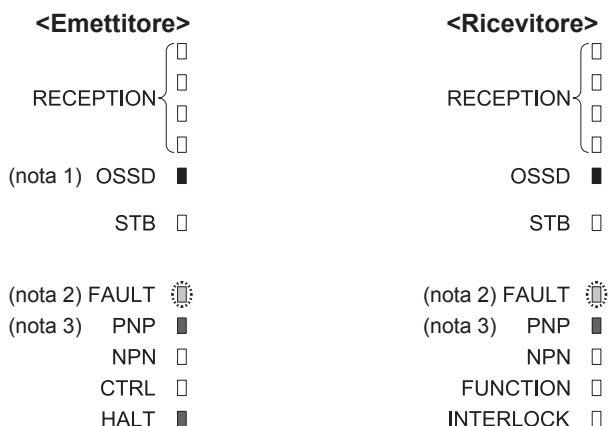 <Emettitore>
RECEPTION
(nota 1) OSSD
STB
(nota 2) FAULT
(nota 3) PNP
NPN
CTRL
HALT
<Ricevitore>
RECEPTION
OSSD
STB
(nota 2) FAULT
(nota 3) PNP
NPN
FUNCTION
INTERLOCK